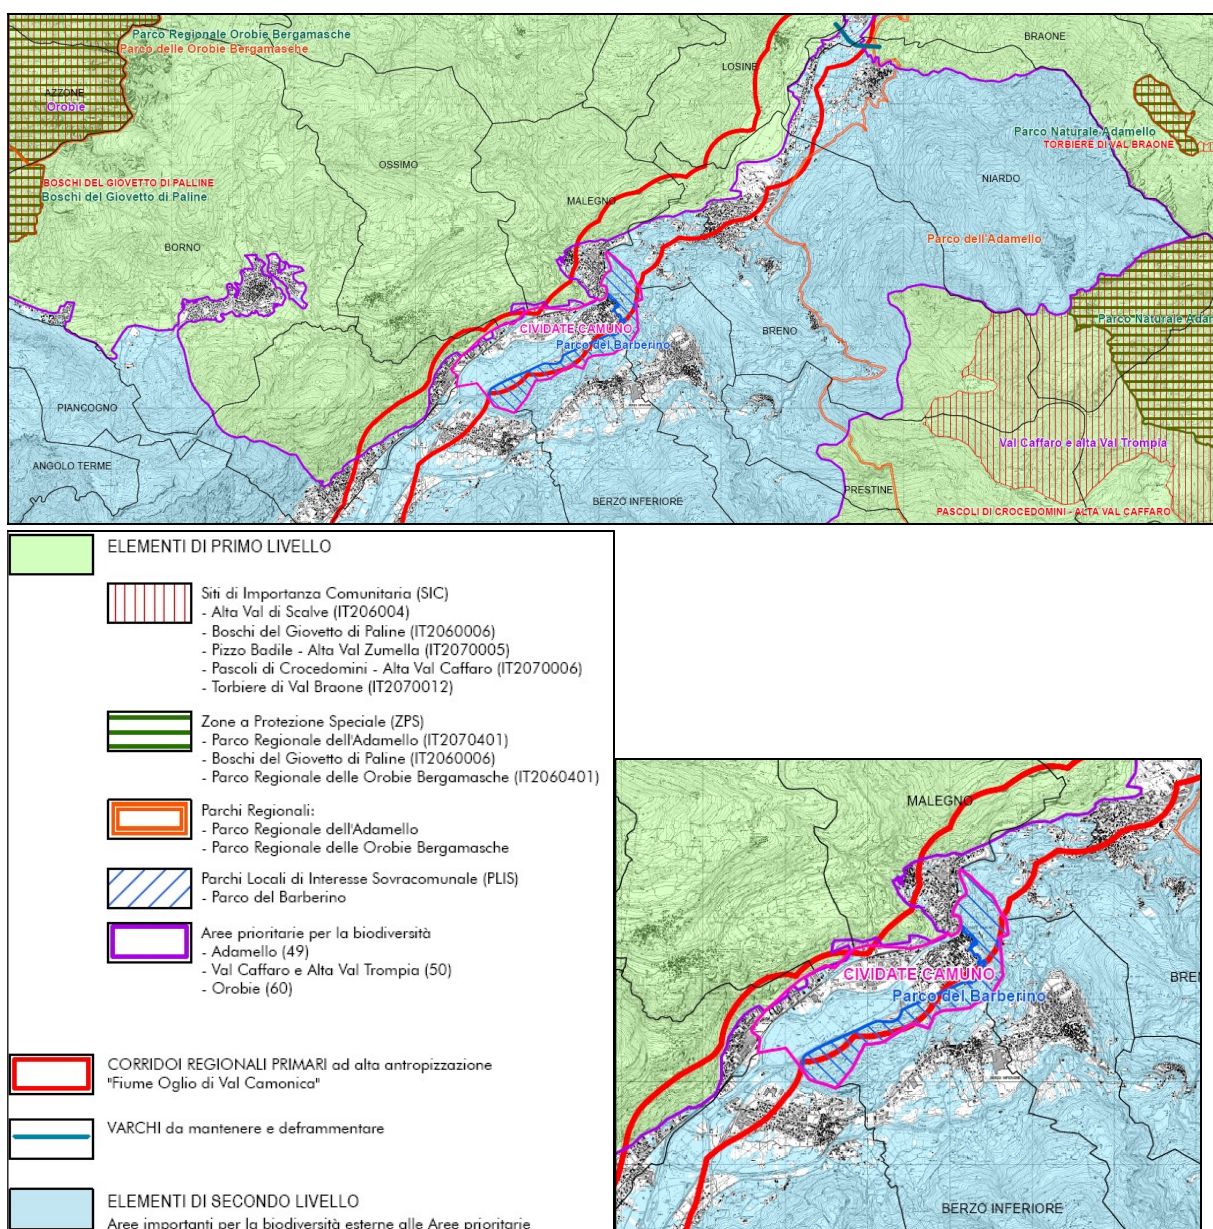 Parco Regionale Orobie Bergamasche
Parco delle Orobie Bergamasche
BRAONE
LOSINE
AZZONE
Orobie
Parco Naturale Adamello
TORBIERE DI VAL BRAONE
OSSIMO
NIARDO
BOSCHI DEL GIOVETTO DI PALLINE
Boschi del Giovetto di Paline
MALEGNO
Parco dell'Adamello
BORNO
Parco Naturale Adam
CIVIDATE CAMUNO
BRENO
Parco del Barberino
PIANCOGNO
Val Caffaro e alta Val Trompia
ANGOLO TERME
PRESTINE
BERZO INFERIORE
PASCOLI DI CROCEDOMINI - ALTA VAL CAFFARO
ELEMENTI DI PRIMO LIVELLO
Siti di Importanza Comunitaria (SIC)
- Alta Val di Scalve (IT206004)
- Boschi del Giovetto di Paline (IT2060006)
- Pizzo Badile - Alta Val Zumella (IT2070005)
- Pascoli di Crocedomini - Alta Val Caffaro (IT2070006)
- Torbiere di Val Braone (IT2070012)
Zone a Protezione Speciale (ZPS)
- Parco Regionale dell'Adamello (IT2070401)
- Boschi del Giovetto di Paline (IT2060006)
- Parco Regionale delle Orobie Bergamasche (IT2060401)
Parchi Regionali:
- Parco Regionale dell'Adamello
- Parco Regionale delle Orobie Bergamasche
Parchi Locali di Interesse Sovracomunale (PLIS)
- Parco del Barberino
Aree prioritarie per la biodiversità
- Adamello (49)
- Val Caffaro e Alta Val Trompia (50)
- Orobie (60)
CORRIDOI REGIONALI PRIMARI ad alta antropizzazione
"Fiume Oglio di Val Camonica"
VARCHI da mantenere e deframmentare
ELEMENTI DI SECONDO LIVELLO
Aree importanti per la biodiversità esterne alle Aree prioritarie
MALEGNO
CIVIDATE CAMUNO
BREN
Parco del Barberino
BERZO INFERIORE